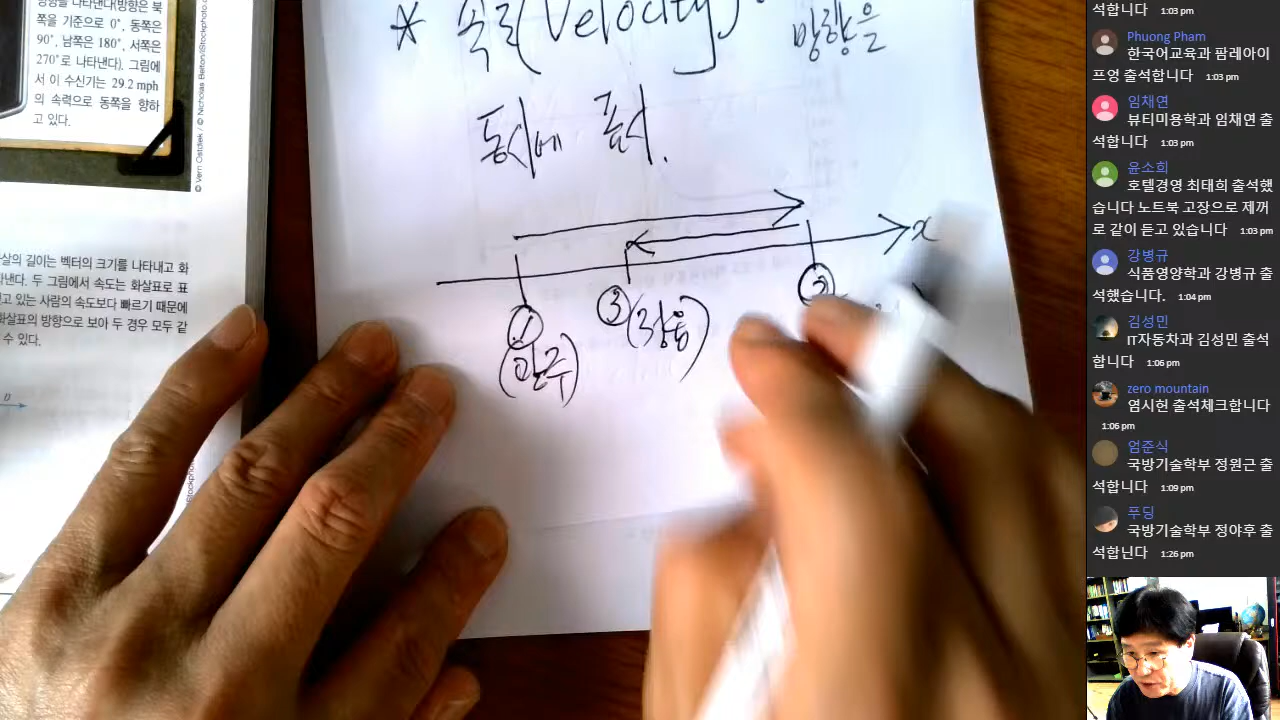 방향을 나타낸다(방향은 북
쪽을 기준으로 0°, 동쪽은
90°, 남쪽은 180°, 서쪽은
270°로 나타낸다). 그림에
서 이 수신기는 29.2 mph
의 속력으로 동쪽을 향하
고 있다.
© Vern Ostdiek / © Nicholas Belton/iStockphoto
살의 길이는 벡터의 크기를 나타내고 화
낸다. 두 그림에서 속도는 화살표로 표
고 있는 사람의 속도보다 빠르기 때문에
화살표의 방향으로 보아 두 경우 모두 같
수 있다.
υ
* 속도(Velocity) :
방향을
동시에 표시.
x
① ③ ②
(광주) (장흥)
석합니다 1:03 pm
Phuong Pham
한국어교육과 팜레아이
프엉 출석합니다 1:03 pm
임채연
뷰티미용학과 임채연 출
석합니다 1:03 pm
윤소희
호텔경영 최태희 출석했
습니다 노트북 고장으로 제꺼
로 같이 듣고 있습니다 1:03 pm
강병규
식품영양학과 강병규 출
석했습니다. 1:04 pm
김성민
IT자동차과 김성민 출석
합니다 1:06 pm
zero mountain
염시헌 출석체크합니다
1:06 pm
엄준식
국방기술학부 정원근 출
석합니다 1:09 pm
푸딩
국방기술학부 정야후 출
석합닌다 1:26 pm